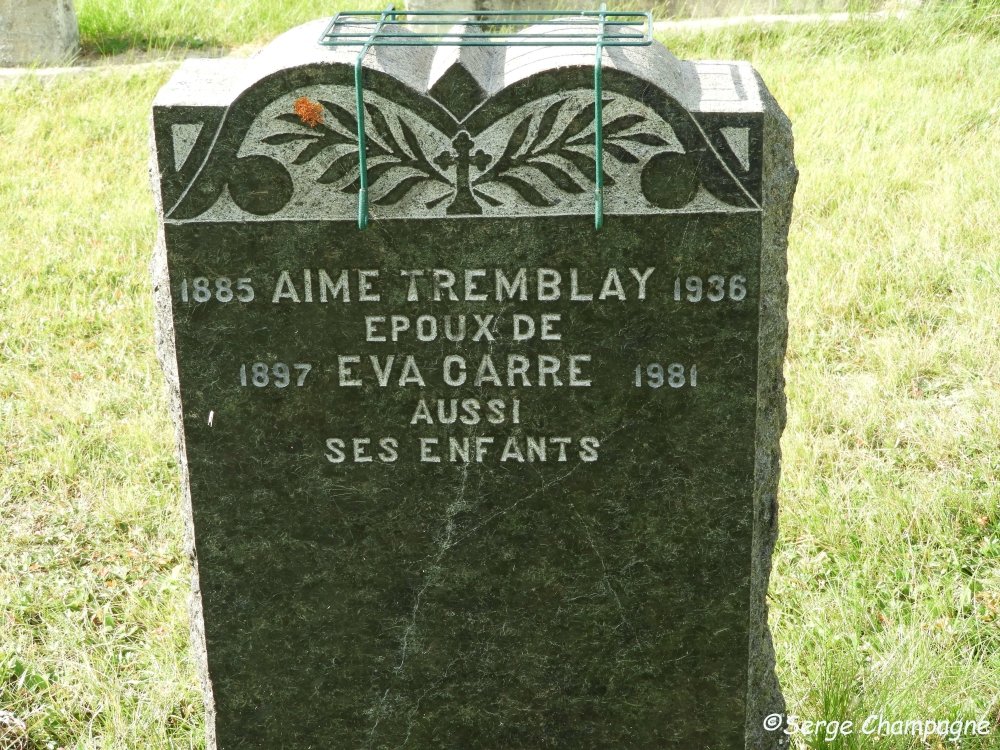 1885 AIME TREMBLAY 1936
EPOUX DE
1897 EVA CARRE 1981
AUSSI
SES ENFANTS
©Serge Champagne